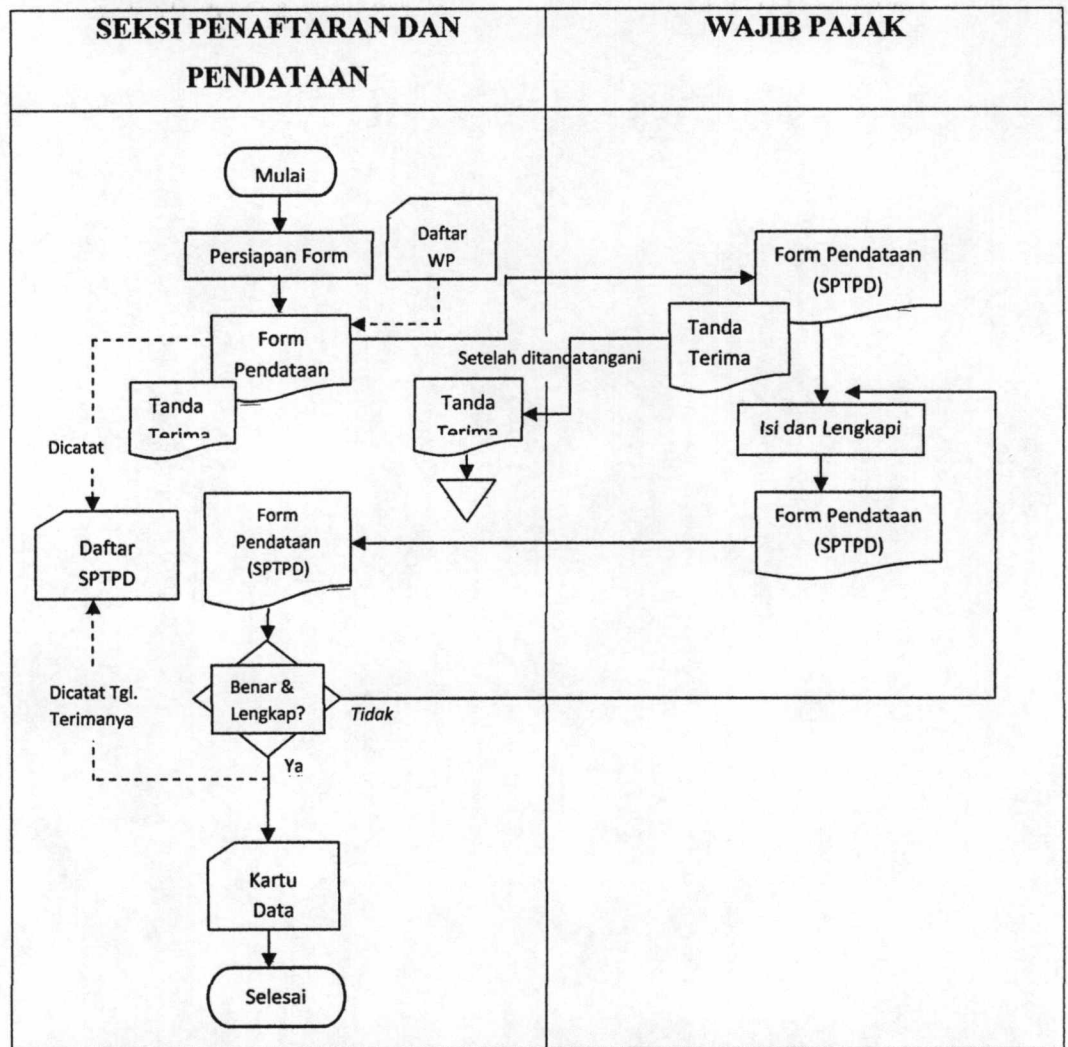 SEKSI PENAFTARAN DAN
PENDATAAN
WAJIB PAJAK
Mulai
Persiapan Form
Daftar
WP
Form
Pendataan
Tanda
Terima
Dicatat
Daftar
SPTPD
Setelah ditandatangani
Tanda
Terima
Form Pendataan
(SPTPD)
Tanda
Terima
Isi dan Lengkapi
Form Pendataan
(SPTPD)
Form
Pendataan
(SPTPD)
Benar &
Lengkap?
Tidak
Ya
Dicatat Tgl.
Terimanya
Kartu
Data
Selesai